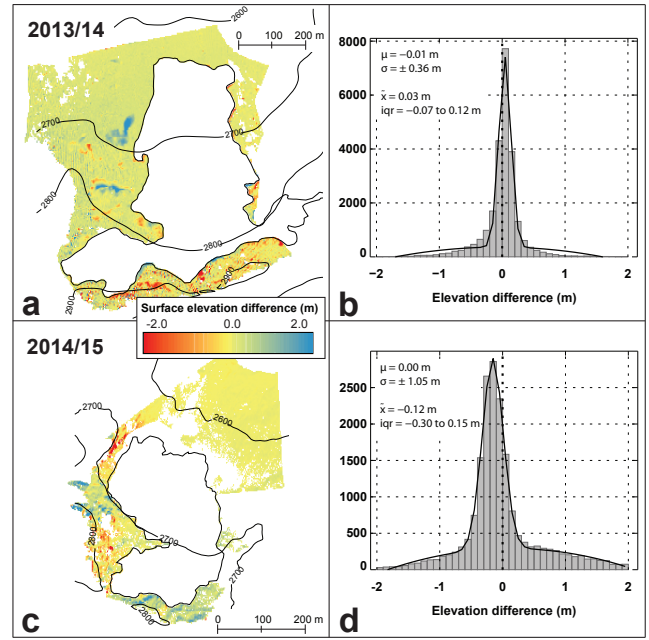 2013/14
2600
0 100 200 m
2700
2700
2800
2800
2900
2900
a
Surface elevation difference (m)
-2.0 0.0 2.0
8000
6000
4000
2000
0
μ = −0.01 m
σ = ± 0.36 m
x̃ = 0.03 m
iqr = −0.07 to 0.12 m
−2 −1 0 1 2
Elevation difference (m)
b
2014/15
2700
2600
2800
2700
2700
2800
0 100 200 m
c
2500
2000
1500
1000
500
0
μ = 0.00 m
σ = ± 1.05 m
x̃ = −0.12 m
iqr = −0.30 to 0.15 m
−2 −1 0 1 2
Elevation difference (m)
d